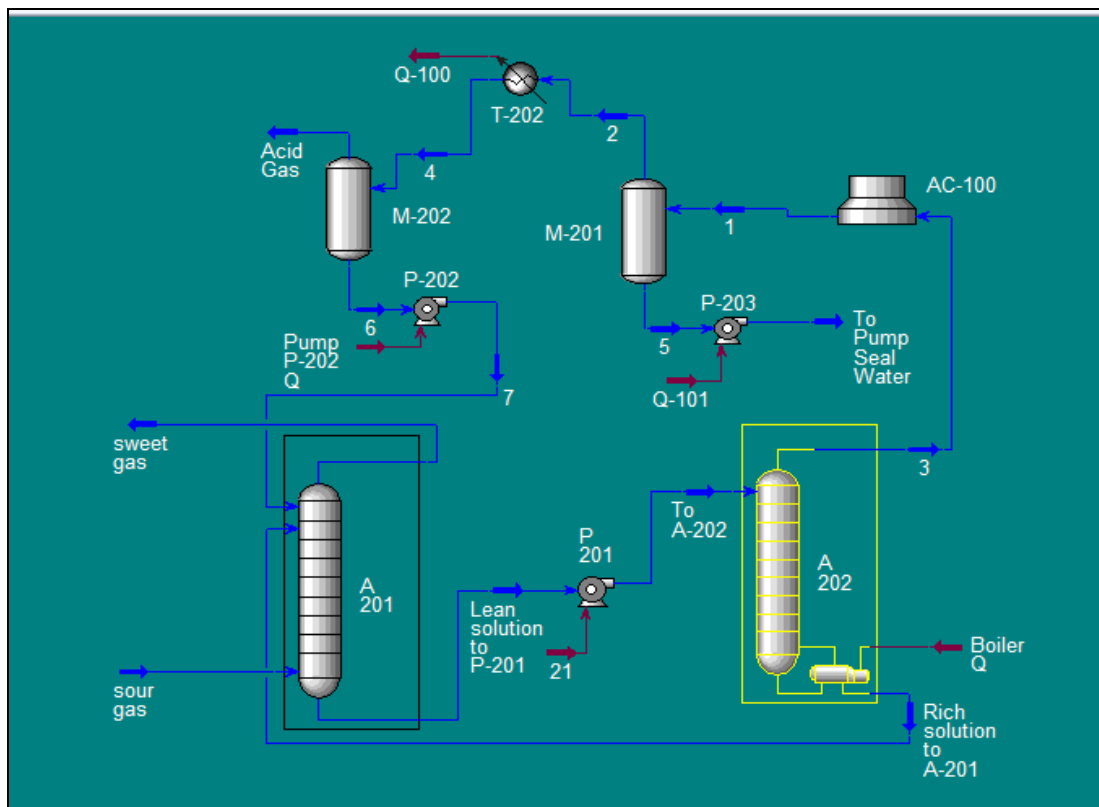 Q-100
T-202
2
Acid
Gas
4
M-202
AC-100
M-201
1
P-202
P-203
6
5
To
Pump
Seal
Water
Pump
P-202
Q
7
Q-101
sweet
gas
3
To
A-202
P
201
A
201
A
202
Lean
solution
to
P-201
21
Boiler
Q
sour
gas
Rich
solution
to
A-201